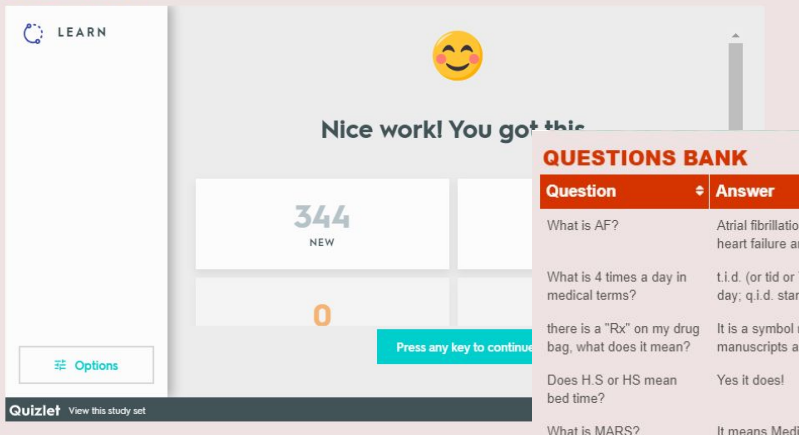 LEARN
Nice work! You got this
344
NEW
0
Press any key to continue
Options
Quizlet View this study set
QUESTIONS BANK
Question Answer
What is AF? Atrial
heart failure
What is 4 times a day in t.i.d. (or tid or
medical terms? day; q.i.d.
there is a "Rx" on my drug It is a symbol
bag, what does it mean? manuscripts
Does H.S or HS mean Yes it does!
bed time?
What is MARS? It means